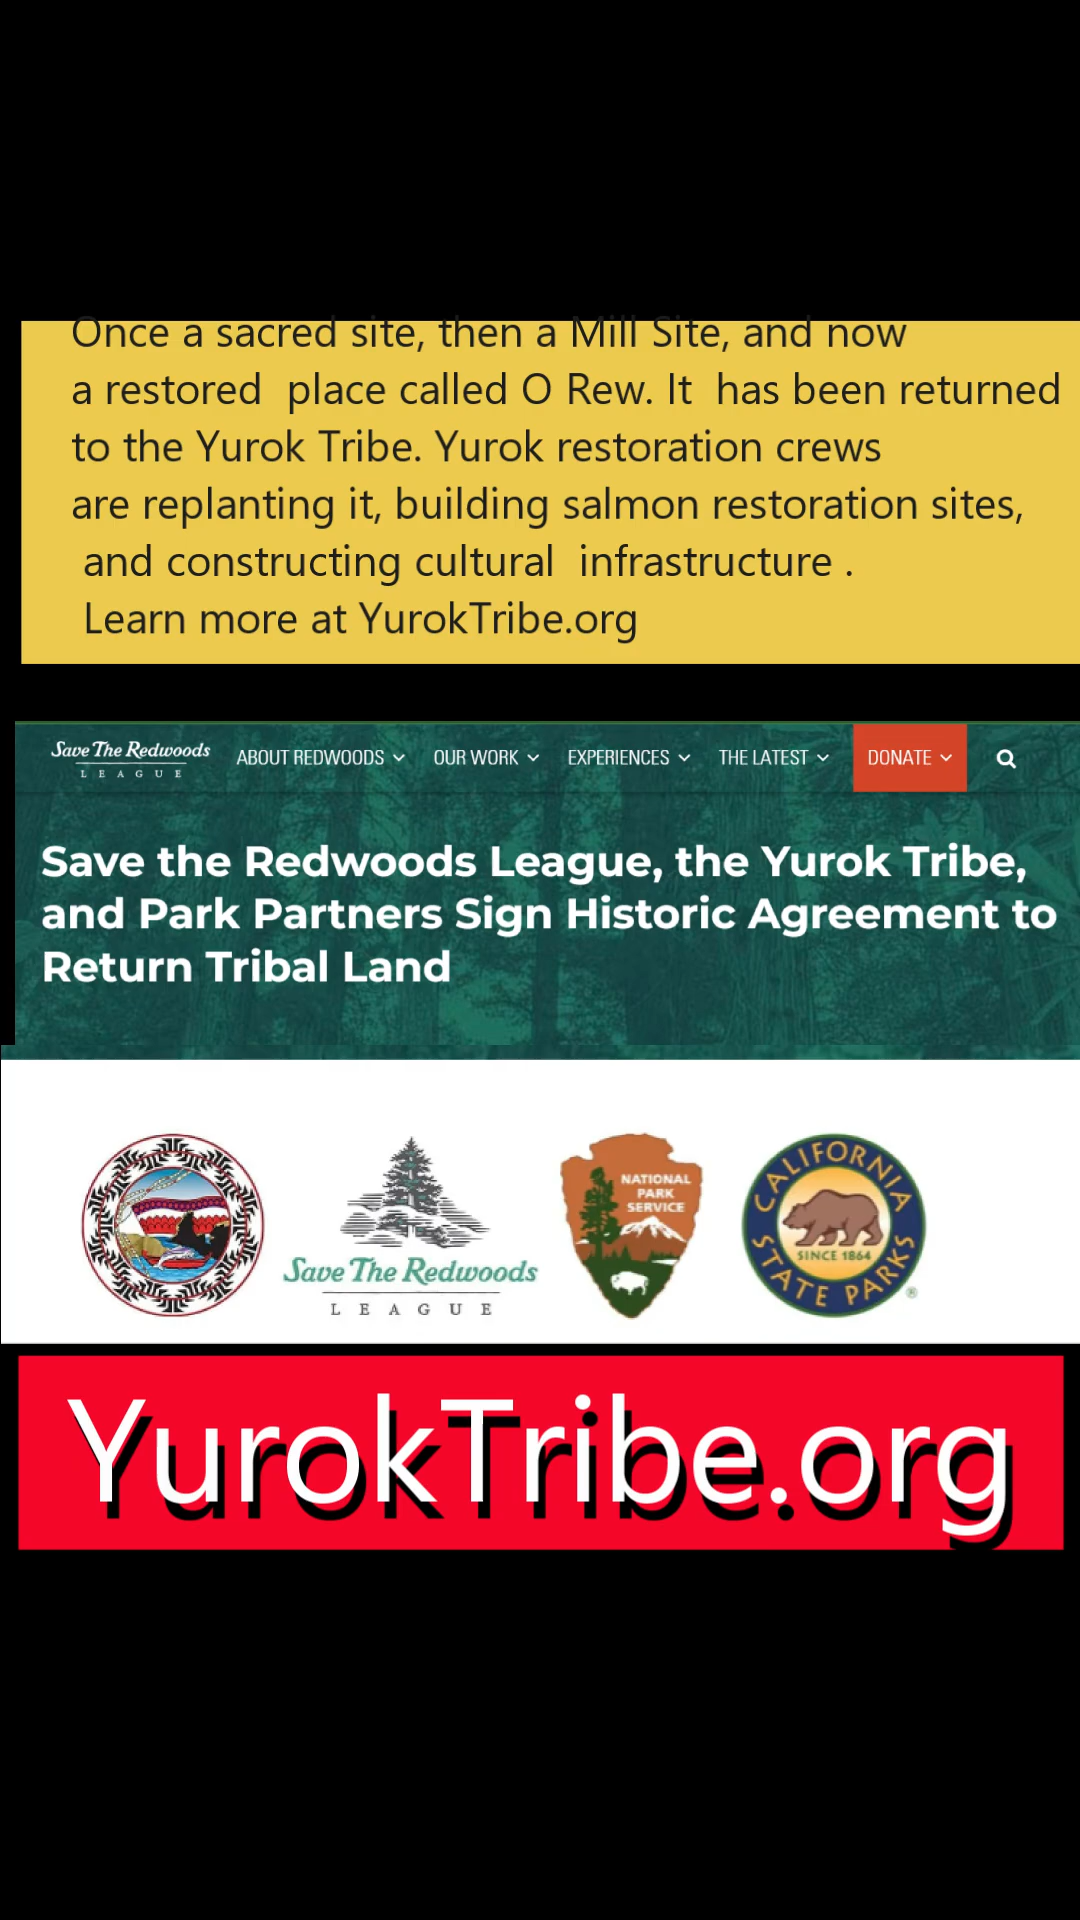 Once a sacred site, then a Mill Site, and now
a restored place called O Rew. It has been returned
to the Yurok Tribe. Yurok restoration crews
are replanting it, building salmon restoration sites,
and constructing cultural infrastructure .
Learn more at YurokTribe.org
Save The Redwoods
LEAGUE
ABOUT REDWOODS
OUR WORK
EXPERIENCES
THE LATEST
DONATE
Save the Redwoods League, the Yurok Tribe,
and Park Partners Sign Historic Agreement to
Return Tribal Land
Save The Redwoods
LEAGUE
NATIONAL
PARK
SERVICE
CALIFORNIA
SINCE 1864
STATE PARKS
®
YurokTribe.org